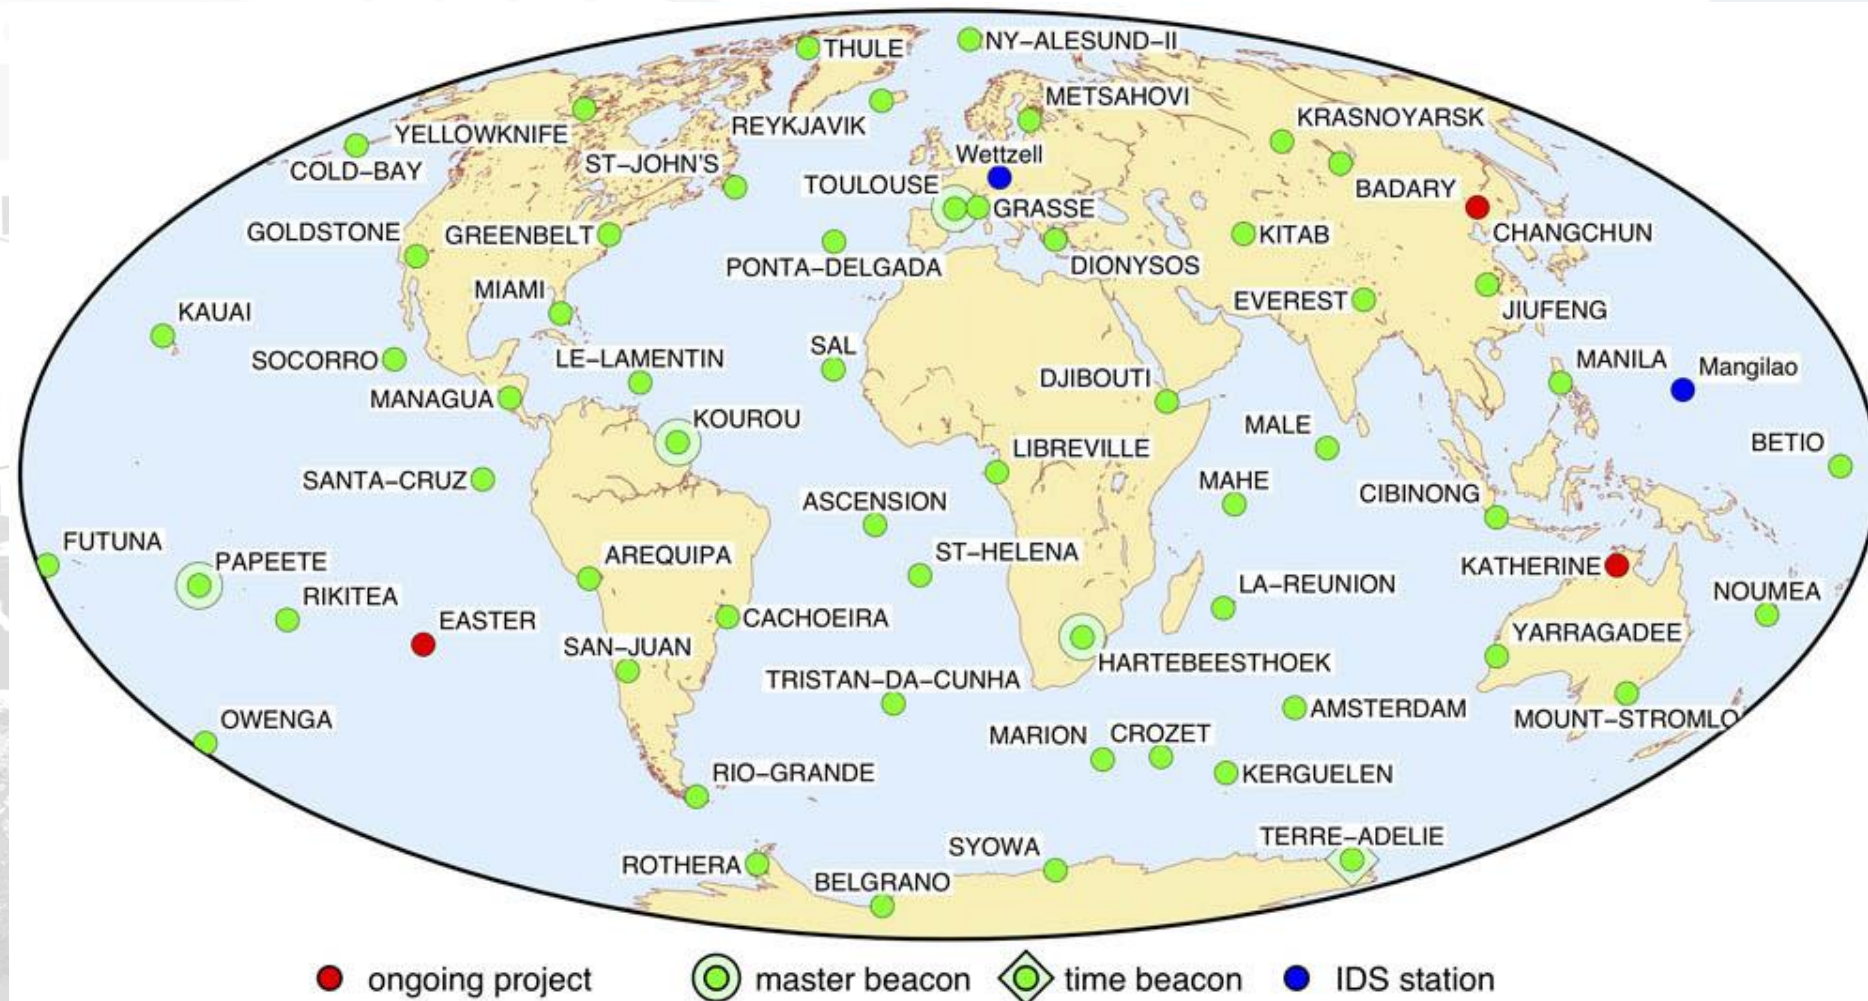 THULE
NY–ALESUND–II
METSAHOVI
REYKJAVIK
YELLOWKNIFE
KRASNOYARSK
COLD–BAY
ST–JOHN'S
Wettzell
TOULOUSE
BADARY
GRASSE
GOLDSTONE
GREENBELT
KITAB
CHANGCHUN
PONTA–DELGADA
DIONYSOS
MIAMI
EVEREST
JIUFENG
KAUAI
SOCORRO
LE–LAMENTIN
SAL
MANILA
Mangilao
DJIBOUTI
MANAGUA
KOUROU
MALE
LIBREVILLE
BETIO
SANTA–CRUZ
MAHE
CIBINONG
ASCENSION
FUTUNA
PAPEETE
AREQUIPA
ST–HELENA
KATHERINE
LA–REUNION
NOUMEA
RIKITEA
EASTER
CACHOEIRA
YARRAGADEE
SAN–JUAN
HARTEBEESTHOEK
TRISTAN–DA–CUNHA
AMSTERDAM
OWENGA
MOUNT–STROMLO
MARION
CROZET
RIO–GRANDE
KERGUELEN
TERRE–ADELIE
SYOWA
ROTHERA
BELGRANO
ongoing project
master beacon
time beacon
IDS station